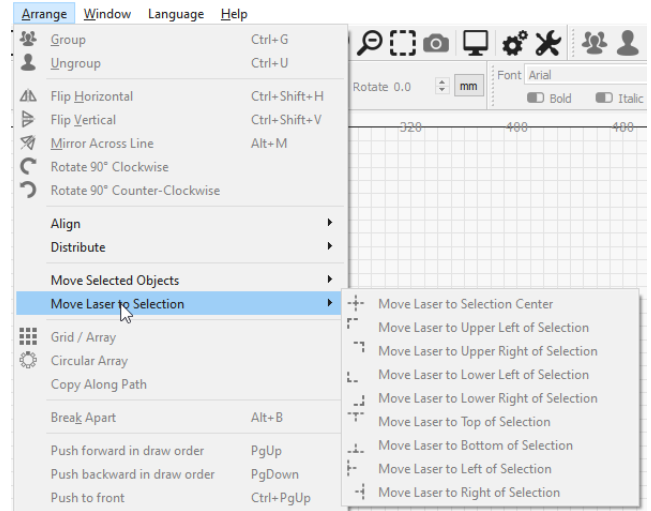 Arrange Window Language Help
Group Ctrl+G
Ungroup Ctrl+U
Flip Horizontal Ctrl+Shift+H
Flip Vertical Ctrl+Shift+V
Mirror Across Line Alt+M
Rotate 90° Clockwise
Rotate 90° Counter-Clockwise
Align
Distribute
Move Selected Objects
Move Laser to Selection
Grid / Array
Circular Array
Copy Along Path
Break Apart Alt+B
Push forward in draw order PgUp
Push backward in draw order PgDown
Push to front Ctrl+PgUp
Rotate 0.0 mm
Font Arial
Bold Italic
320 400 480
Move Laser to Selection Center
Move Laser to Upper Left of Selection
Move Laser to Upper Right of Selection
Move Laser to Lower Left of Selection
Move Laser to Lower Right of Selection
Move Laser to Top of Selection
Move Laser to Bottom of Selection
Move Laser to Left of Selection
Move Laser to Right of Selection